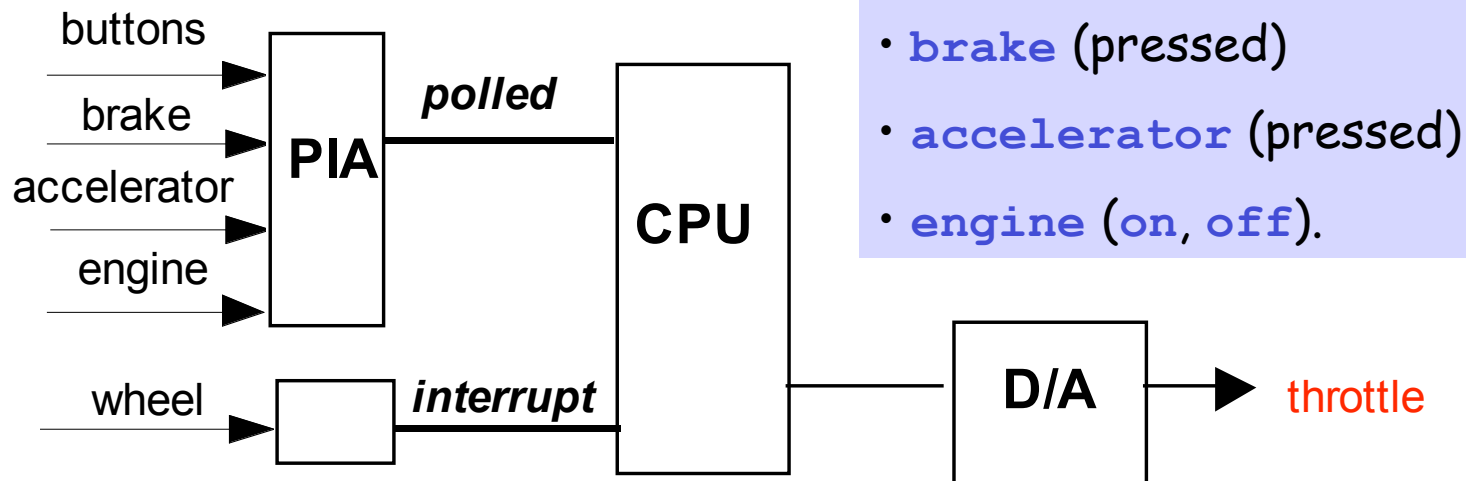 buttons
brake
accelerator
engine
PIA
polled
wheel
interrupt
CPU
• brake (pressed)
• accelerator (pressed)
• engine (on, off).
D/A
throttle